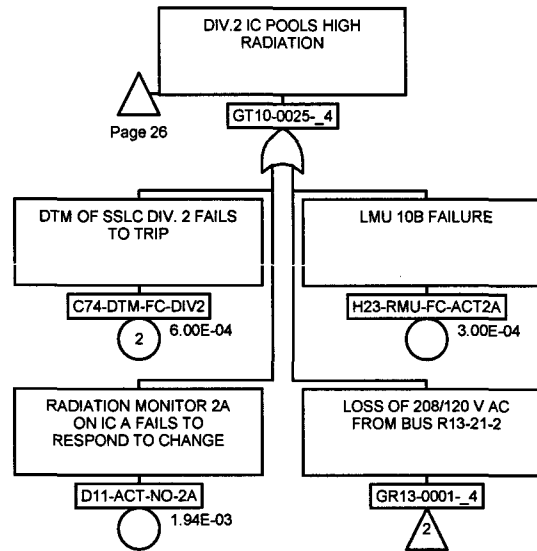 DIV.2 IC POOLS HIGH
RADIATION
Page 26
GT10-0025-_4
DTM OF SSLC DIV. 2 FAILS
TO TRIP
C74-DTM-FC-DIV2
2
6.00E-04
LMU 10B FAILURE
H23-RMU-FC-ACT2A
3.00E-04
RADIATION MONITOR 2A
ON IC A FAILS TO
RESPOND TO CHANGE
D11-ACT-NO-2A
1.94E-03
LOSS OF 208/120 V AC
FROM BUS R13-21-2
GR13-0001-_4
2